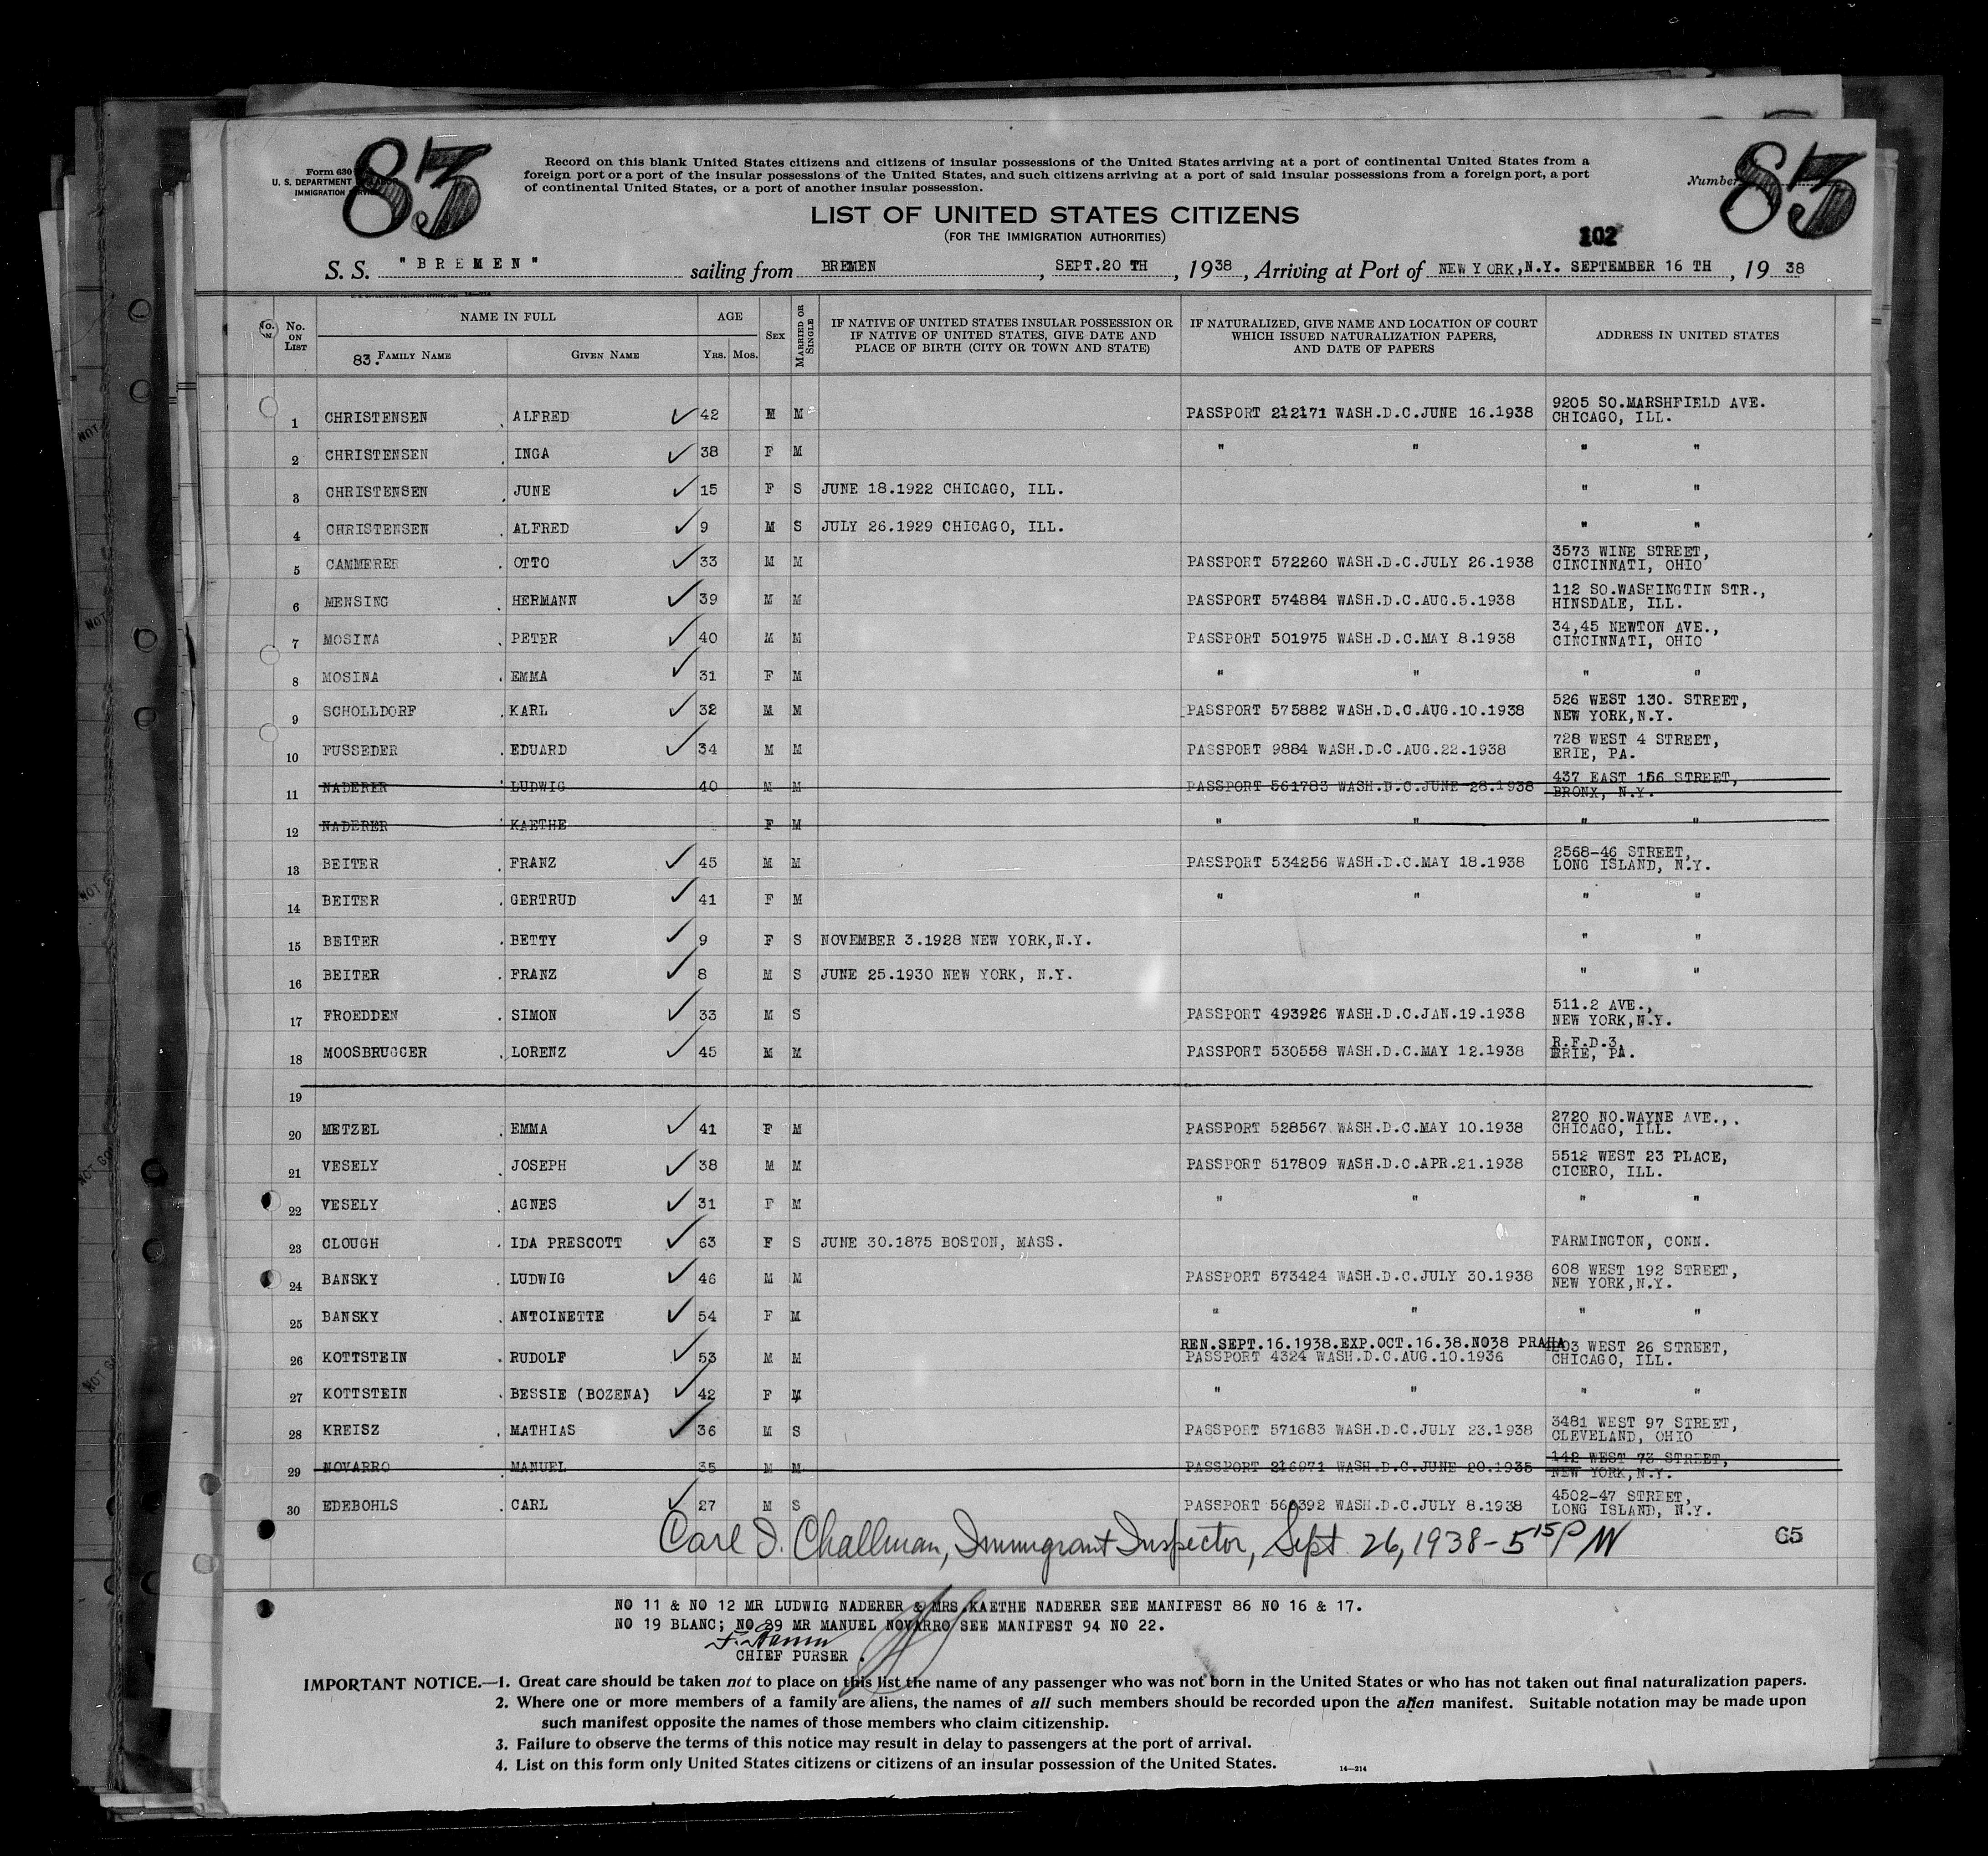 83
83
Form 630
U. S. DEPARTMENT OF LABOR
IMMIGRATION SERVICE
Record on this blank United States citizens and citizens of insular possessions of the United States arriving at a port of continental United States from a
foreign port or a port of the insular possessions of the United States, and such citizens arriving at a port of said insular possessions from a foreign port, a port
of continental United States, or a port of another insular possession.
Number
LIST OF UNITED STATES CITIZENS
(FOR THE IMMIGRATION AUTHORITIES)
102
S. S. "BREMEN" sailing from BREMEN, SEPT.20 TH, 1938, Arriving at Port of NEW YORK,N.Y. SEPTEMBER 16 TH, 19 38
No. ON LIST NAME IN FULL AGE SEX MARRIED OR SINGLE IF NATIVE OF UNITED STATES INSULAR POSSESSION OR IF NATIVE OF UNITED STATES, GIVE DATE AND PLACE OF BIRTH (CITY OR TOWN AND STATE) IF NATURALIZED, GIVE NAME AND LOCATION OF COURT WHICH ISSUED NATURALIZATION PAPERS, AND DATE OF PAPERS ADDRESS IN UNITED STATES
83. FAMILY NAME GIVEN NAME YRS. MOS.
1 CHRISTENSEN , ALFRED ✓ 42 M M PASSPORT 212171 WASH.D.C.JUNE 16.1938 9205 SO.MARSHFIELD AVE. CHICAGO, ILL.
2 CHRISTENSEN . INGA ✓ 38 F M " " " "
3 CHRISTENSEN , JUNE ✓ 15 F S JUNE 18.1922 CHICAGO, ILL. " "
4 CHRISTENSEN . ALFRED ✓ 9 M S JULY 26.1929 CHICAGO, ILL. " "
5 CAMMERER . OTTO ✓ 33 M M PASSPORT 572260 WASH.D.C.JULY 26.1938 3573 WINE STREET, CINCINNATI, OHIO
6 MENSING . HERMANN ✓ 39 M M PASSPORT 574884 WASH.D.C.AUG.5.1938 112 SO.WASHINGTIN STR., HINSDALE, ILL.
7 MOSINA . PETER ✓ 40 M M PASSPORT 501975 WASH.D.C.MAY 8.1938 34,45 NEWTON AVE., CINCINNATI, OHIO
8 MOSINA . EMMA ✓ 31 F M " " " "
9 SCHOLLDORF . KARL ✓ 32 M M PASSPORT 575882 WASH.D.C.AUG.10.1938 526 WEST 130. STREET, NEW YORK,N.Y.
10 FUSSEDER . EDUARD ✓ 34 M M PASSPORT 9884 WASH.D.C.AUG.22.1938 728 WEST 4 STREET, ERIE, PA.
11 NADERER LUDWIG 40 M M PASSPORT 561783 WASH.D.C.JUNE 28.1938 437 EAST 156 STREET, BRONX, N.Y.
12 NADERER KAETHE F M " " " "
13 BEITER . FRANZ ✓ 45 M M PASSPORT 534256 WASH.D.C.MAY 18.1938 2568-46 STREET, LONG ISLAND, N.Y.
14 BEITER . GERTRUD ✓ 41 F M " " " "
15 BEITER . BETTY ✓ 9 F S NOVEMBER 3.1928 NEW YORK,N.Y. " "
16 BEITER . FRANZ ✓ 8 M S JUNE 25.1930 NEW YORK, N.Y. " "
17 FROEDDEN . SIMON ✓ 33 M S PASSPORT 493926 WASH.D.C.JAN.19.1938 511.2 AVE., NEW YORK,N.Y.
18 MOOSBRUGGER . LORENZ ✓ 45 M M PASSPORT 530558 WASH.D.C.MAY 12.1938 R.F.D.3, ERIE, PA.
19
20 METZEL . EMMA ✓ 41 F M PASSPORT 528567 WASH.D.C.MAY 10.1938 2720 NO.WAYNE AVE.,. CHICAGO, ILL.
21 VESELY . JOSEPH ✓ 38 M M PASSPORT 517809 WASH.D.C.APR.21.1938 5512 WEST 23 PLACE, CICERO, ILL.
22 VESELY . AGNES ✓ 31 F M " " " "
23 CLOUGH . IDA PRESCOTT ✓ 63 F S JUNE 30.1875 BOSTON, MASS. FARMINGTON, CONN.
24 BANSKY . LUDWIG ✓ 46 M M PASSPORT 573424 WASH.D.C.JULY 30.1938 608 WEST 192 STREET, NEW YORK,N.Y.
25 BANSKY . ANTOINETTE ✓ 54 F M " " " "
REN.SEPT.16.1938.EXP.OCT.16.38.NO38 PRAHA
26 KOTTSTEIN . RUDOLF ✓ 53 M M PASSPORT 4324 WASH.D.C.AUG.10.1936 WEST 26 STREET, CHICAGO, ILL.
27 KOTTSTEIN . BESSIE (BOZENA) ✓ 42 F M " " " "
28 KREISZ . MATHIAS ✓ 36 M S PASSPORT 571683 WASH.D.C.JULY 23.1938 3481 WEST 97 STREET, CLEVELAND, OHIO
29 NOVARRO MANUEL 35 M M PASSPORT 216971 WASH.D.C.JUNE 20.1935 142 WEST 73 STREET, NEW YORK,N.Y.
30 EDEBOHLS . CARL ✓ 27 M S PASSPORT 560392 WASH.D.C.JULY 8.1938 4502-47 STREET, LONG ISLAND, N.Y.
Carl I. Challman, Immigrant Inspector, Sept 26, 1938 - 5 15 PM
65
NO 11 & NO 12 MR LUDWIG NADERER & MRS.KAETHE NADERER SEE MANIFEST 86 NO 16 & 17.
NO 19 BLANC; NO 29 MR MANUEL NOVARRO SEE MANIFEST 94 NO 22.
CHIEF PURSER .
IMPORTANT NOTICE.—1. Great care should be taken not to place on this list the name of any passenger who was not born in the United States or who has not taken out final naturalization papers.
2. Where one or more members of a family are aliens, the names of all such members should be recorded upon the alien manifest. Suitable notation may be made upon
such manifest opposite the names of those members who claim citizenship.
3. Failure to observe the terms of this notice may result in delay to passengers at the port of arrival.
4. List on this form only United States citizens or citizens of an insular possession of the United States.
14—214